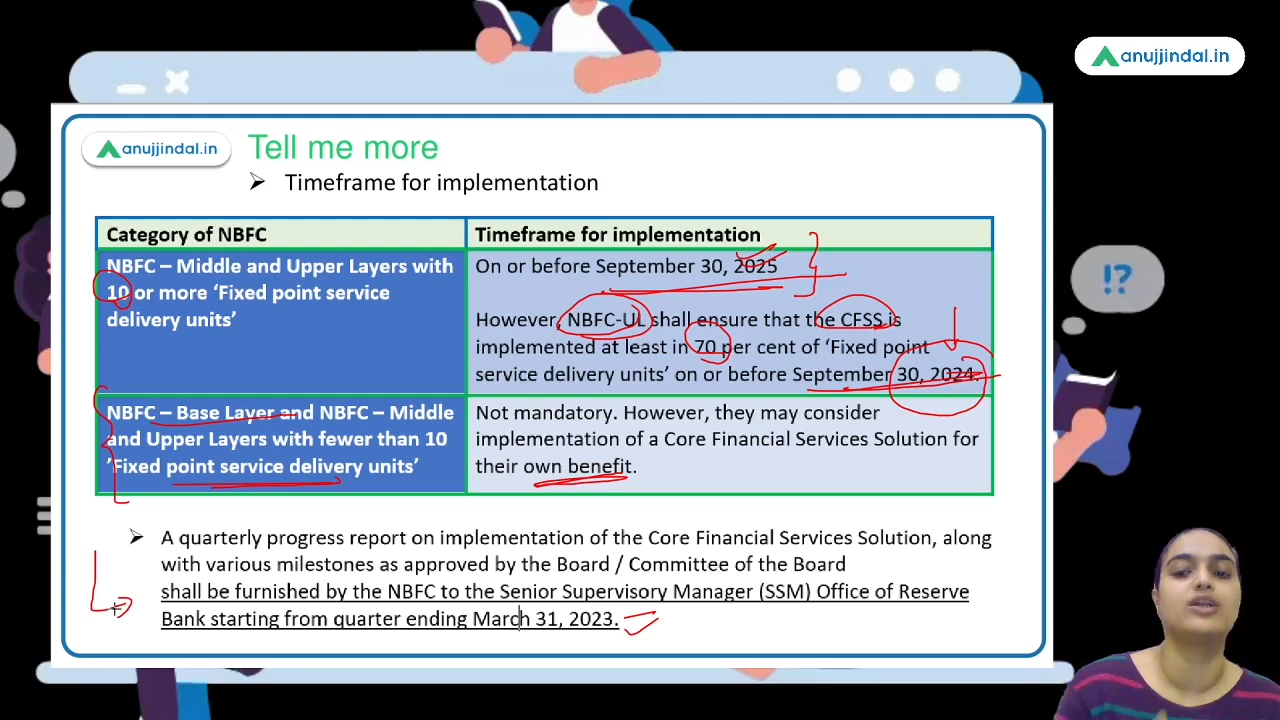 anujjindal.in
anujjindal.in
Tell me more
➢ Timeframe for implementation
Category of NBFC
Timeframe for implementation
NBFC – Middle and Upper Layers with
10 or more ‘Fixed point service
delivery units’
On or before September 30, 2025
However, NBFC-UL shall ensure that the CFSS is
implemented at least in 70 per cent of ‘Fixed point
service delivery units’ on or before September 30, 2024.
NBFC – Base Layer and NBFC – Middle
and Upper Layers with fewer than 10
’Fixed point service delivery units’
Not mandatory. However, they may consider
implementation of a Core Financial Services Solution for
their own benefit.
➢ A quarterly progress report on implementation of the Core Financial Services Solution, along
with various milestones as approved by the Board / Committee of the Board
shall be furnished by the NBFC to the Senior Supervisory Manager (SSM) Office of Reserve
Bank starting from quarter ending March 31, 2023.
!?